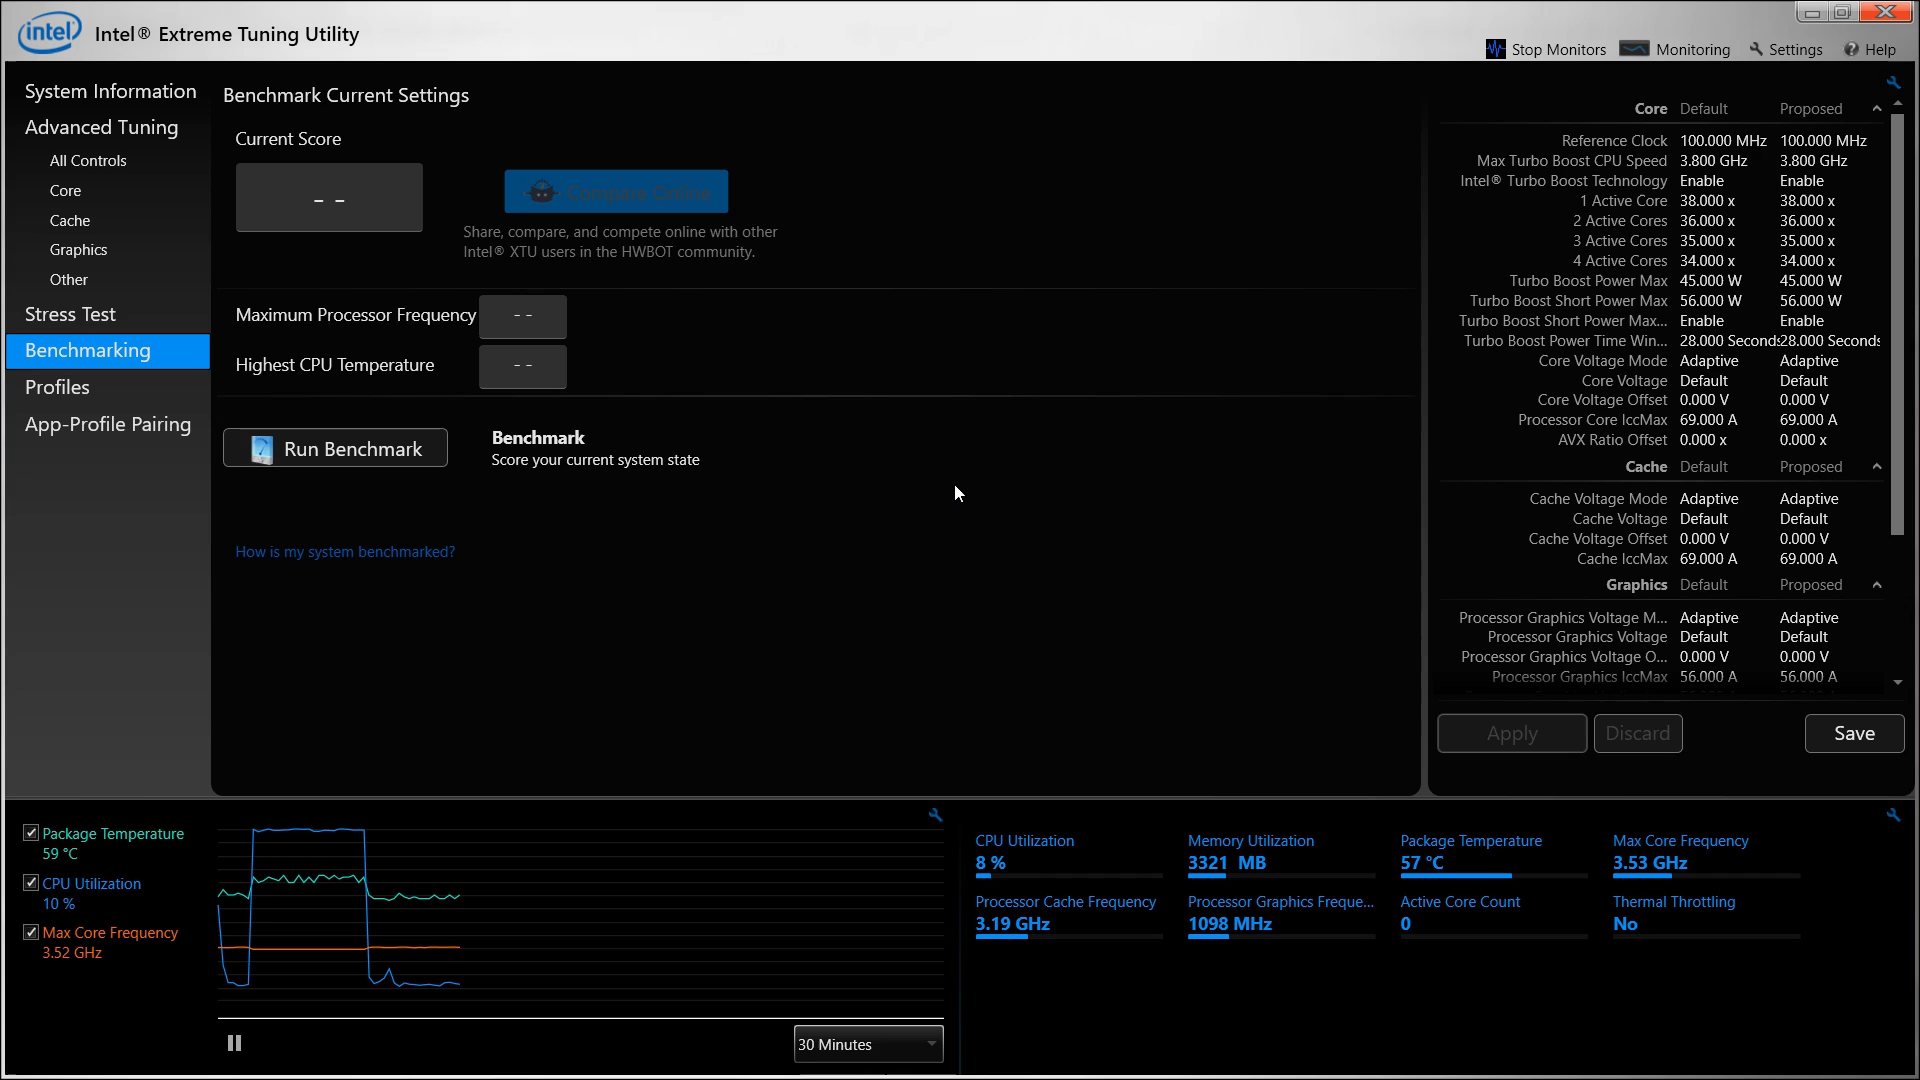 intel
Intel® Extreme Tuning Utility
Stop Monitors
Monitoring
Settings
Help
System Information
Advanced Tuning
All Controls
Core
Cache
Graphics
Other
Stress Test
Benchmarking
Profiles
App-Profile Pairing
Benchmark Current Settings
Current Score
- -
Compare Online
Share, compare, and compete online with other
Intel® XTU users in the HWBOT community.
Maximum Processor Frequency - -
Highest CPU Temperature - -
Run Benchmark
Benchmark
Score your current system state
How is my system benchmarked?
Core Default Proposed
Reference Clock 100.000 MHz 100.000 MHz
Max Turbo Boost CPU Speed 3.800 GHz 3.800 GHz
Intel® Turbo Boost Technology Enable Enable
1 Active Core 38.000 x 38.000 x
2 Active Cores 36.000 x 36.000 x
3 Active Cores 35.000 x 35.000 x
4 Active Cores 34.000 x 34.000 x
Turbo Boost Power Max 45.000 W 45.000 W
Turbo Boost Short Power Max 56.000 W 56.000 W
Turbo Boost Short Power Max... Enable Enable
Turbo Boost Power Time Win... 28.000 Seconds 28.000 Seconds
Core Voltage Mode Adaptive Adaptive
Core Voltage Default Default
Core Voltage Offset 0.000 V 0.000 V
Processor Core IccMax 69.000 A 69.000 A
AVX Ratio Offset 0.000 x 0.000 x
Cache Default Proposed
Cache Voltage Mode Adaptive Adaptive
Cache Voltage Default Default
Cache Voltage Offset 0.000 V 0.000 V
Cache IccMax 69.000 A 69.000 A
Graphics Default Proposed
Processor Graphics Voltage M... Adaptive Adaptive
Processor Graphics Voltage Default Default
Processor Graphics Voltage O... 0.000 V 0.000 V
Processor Graphics IccMax 56.000 A 56.000 A
Apply
Discard
Save
Package Temperature
59 °C
CPU Utilization
10 %
Max Core Frequency
3.52 GHz
30 Minutes
CPU Utilization
8 %
Memory Utilization
3321 MB
Package Temperature
57 °C
Max Core Frequency
3.53 GHz
Processor Cache Frequency
3.19 GHz
Processor Graphics Freque...
1098 MHz
Active Core Count
0
Thermal Throttling
No